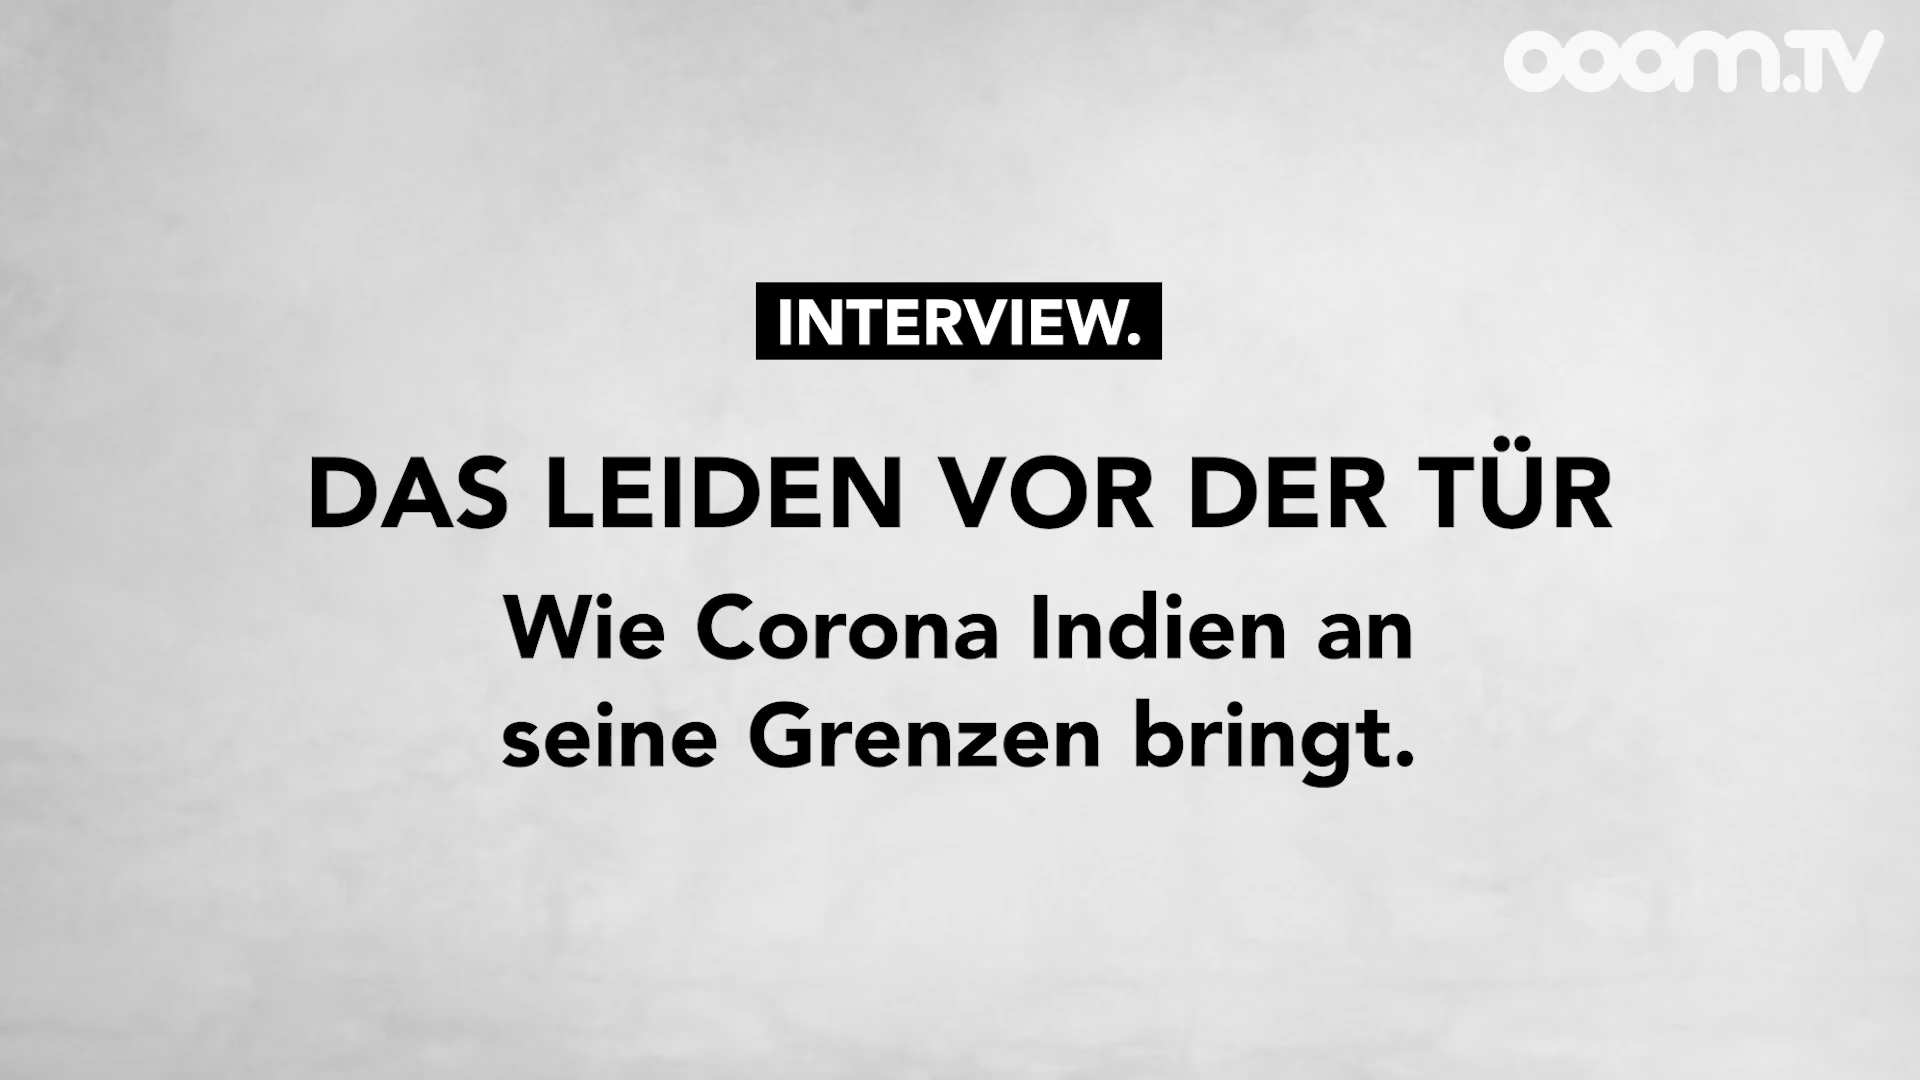 ooom.TV
INTERVIEW.
DAS LEIDEN VOR DER TÜR
Wie Corona Indien an
seine Grenzen bringt.